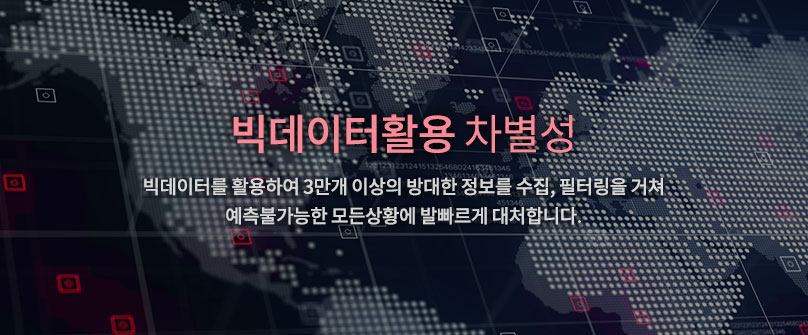 빅데이터활용 차별성
빅데이터를 활용하여 3만개 이상의 방대한 정보를 수집, 필터링을 거쳐
예측불가능한 모든상황에 발빠르게 대처합니다.